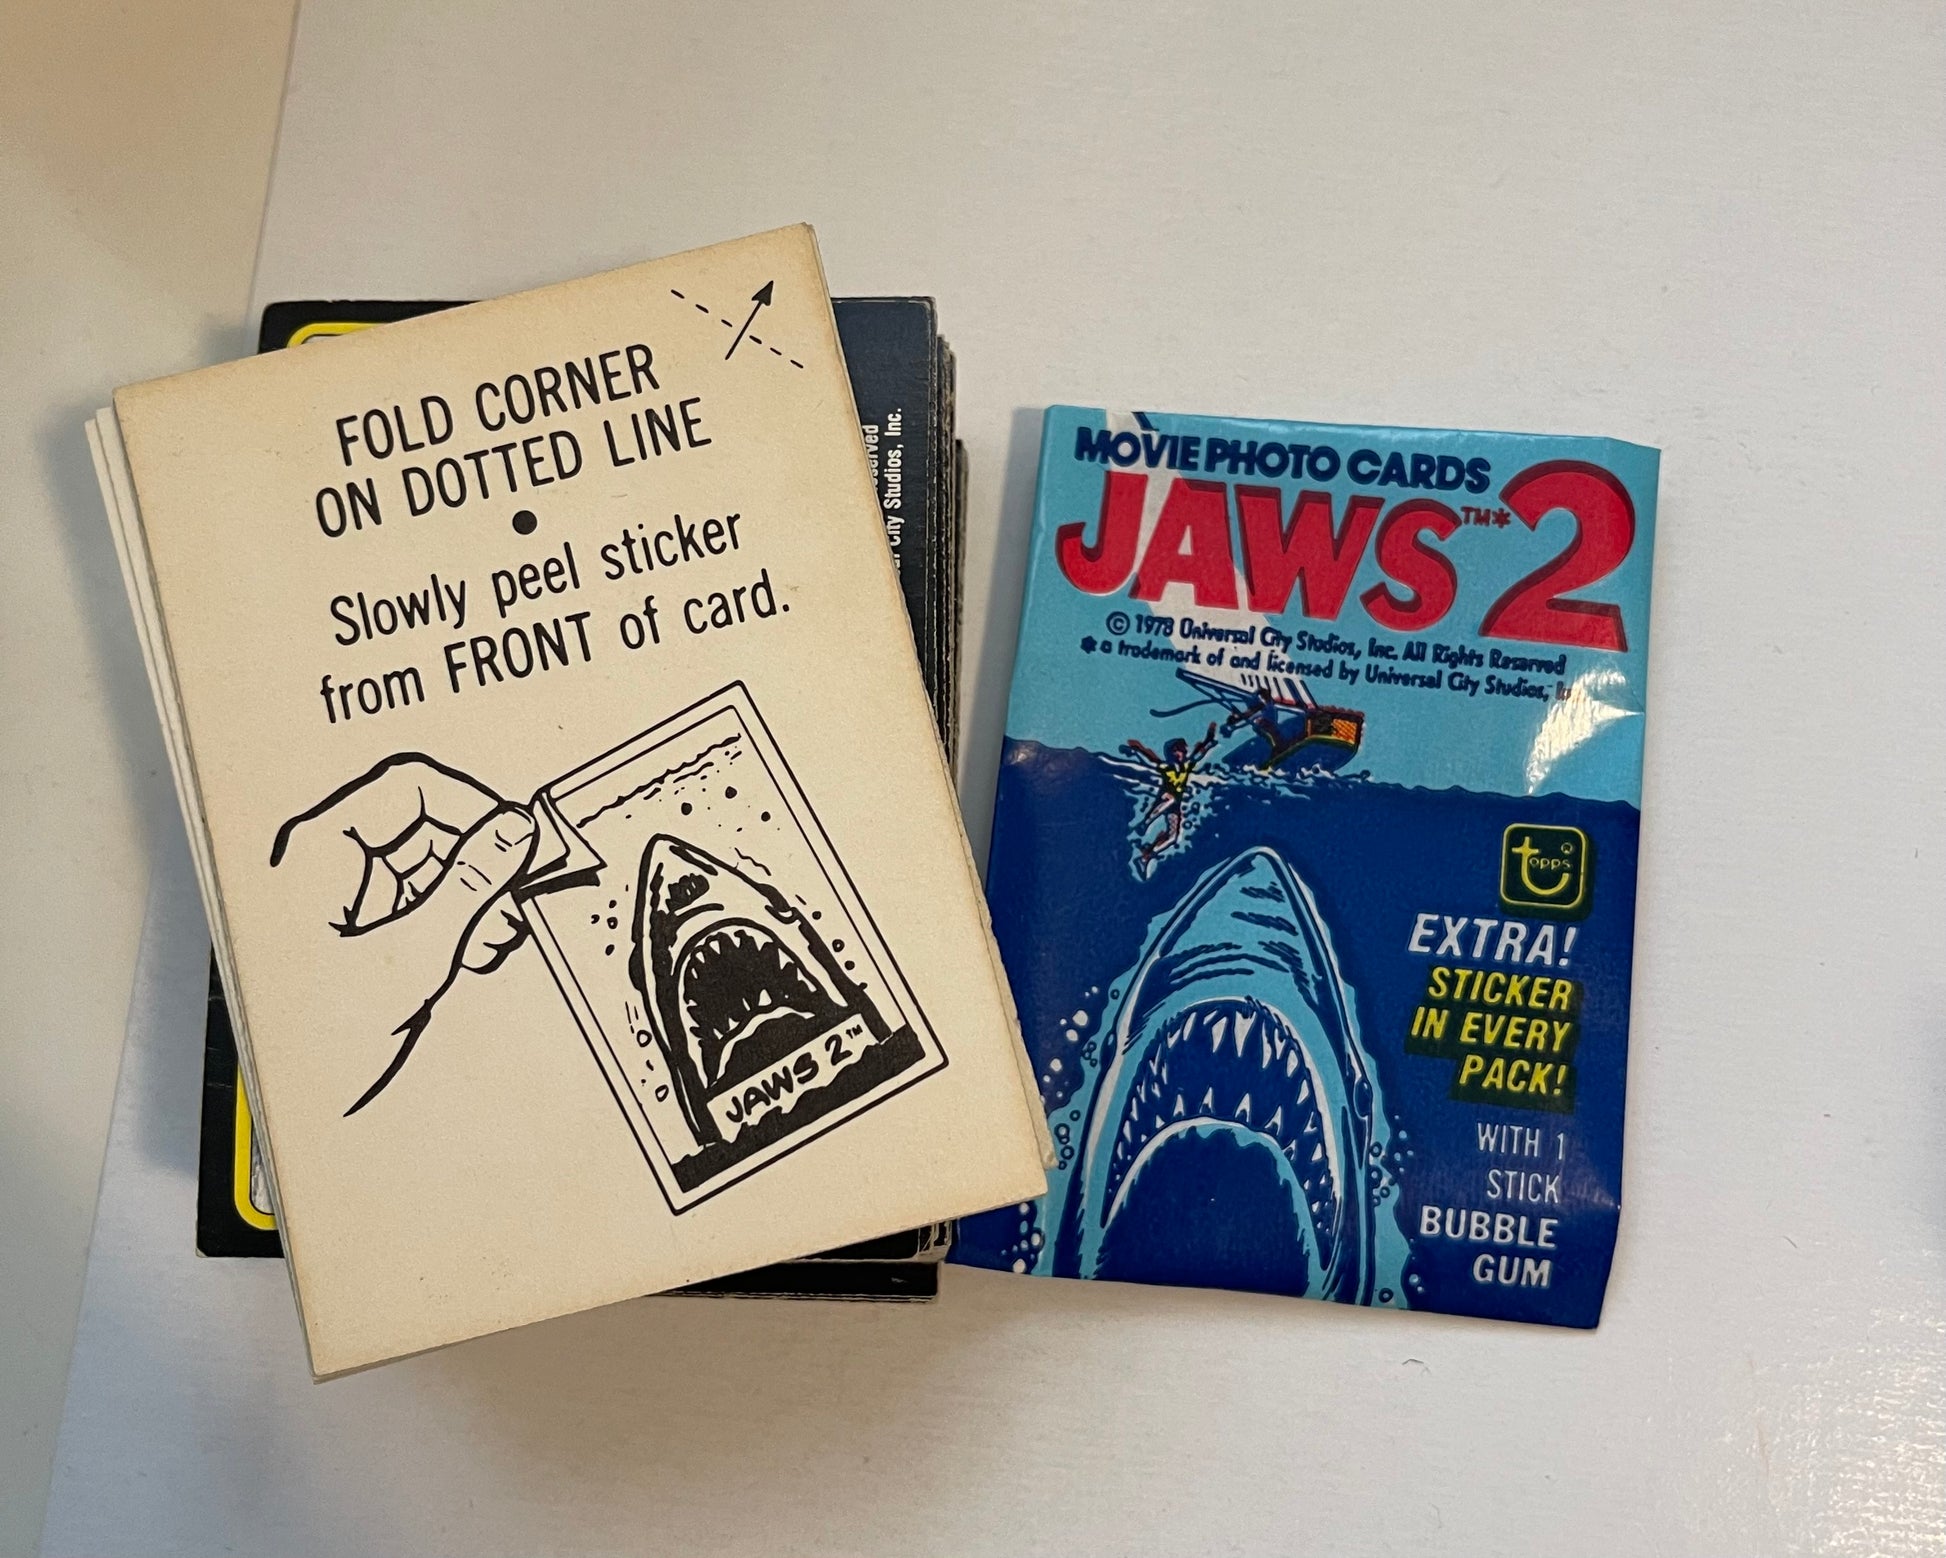 FOLD CORNER
ON DOTTED LINE
Slowly peel sticker
from FRONT of card.
JAWS 2™
City Studios, Inc.
MOVIE PHOTO CARDS
JAWS™* 2
© 1978 Universal City Studios, Inc. All Rights Reserved
* a trademark of and licensed by Universal City Studios,
topps®
EXTRA!
STICKER
IN EVERY
PACK!
WITH 1
STICK
BUBBLE
GUM